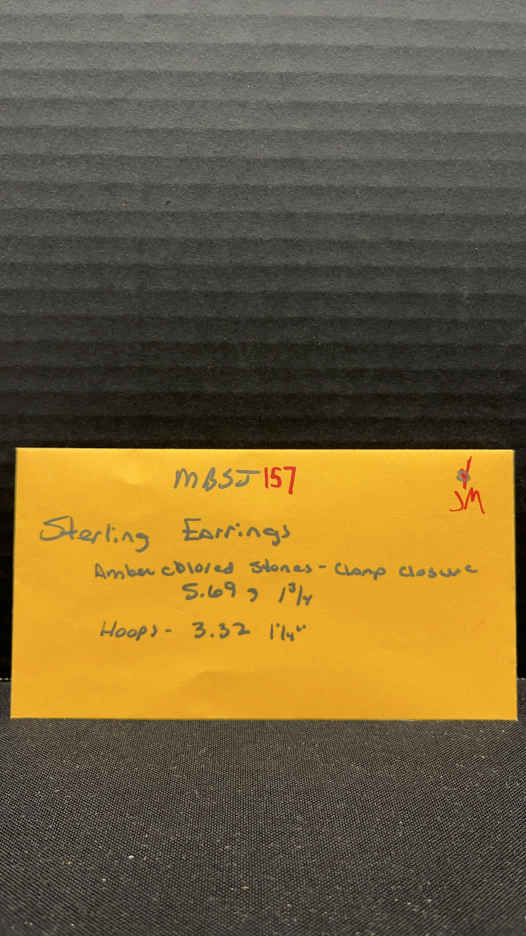 MBSJ 157
JM
Sterling Earrings
Amber colored Stones - Clamp closure
5.69 g 1 3/4
Hoops - 3.32 1 1/4"